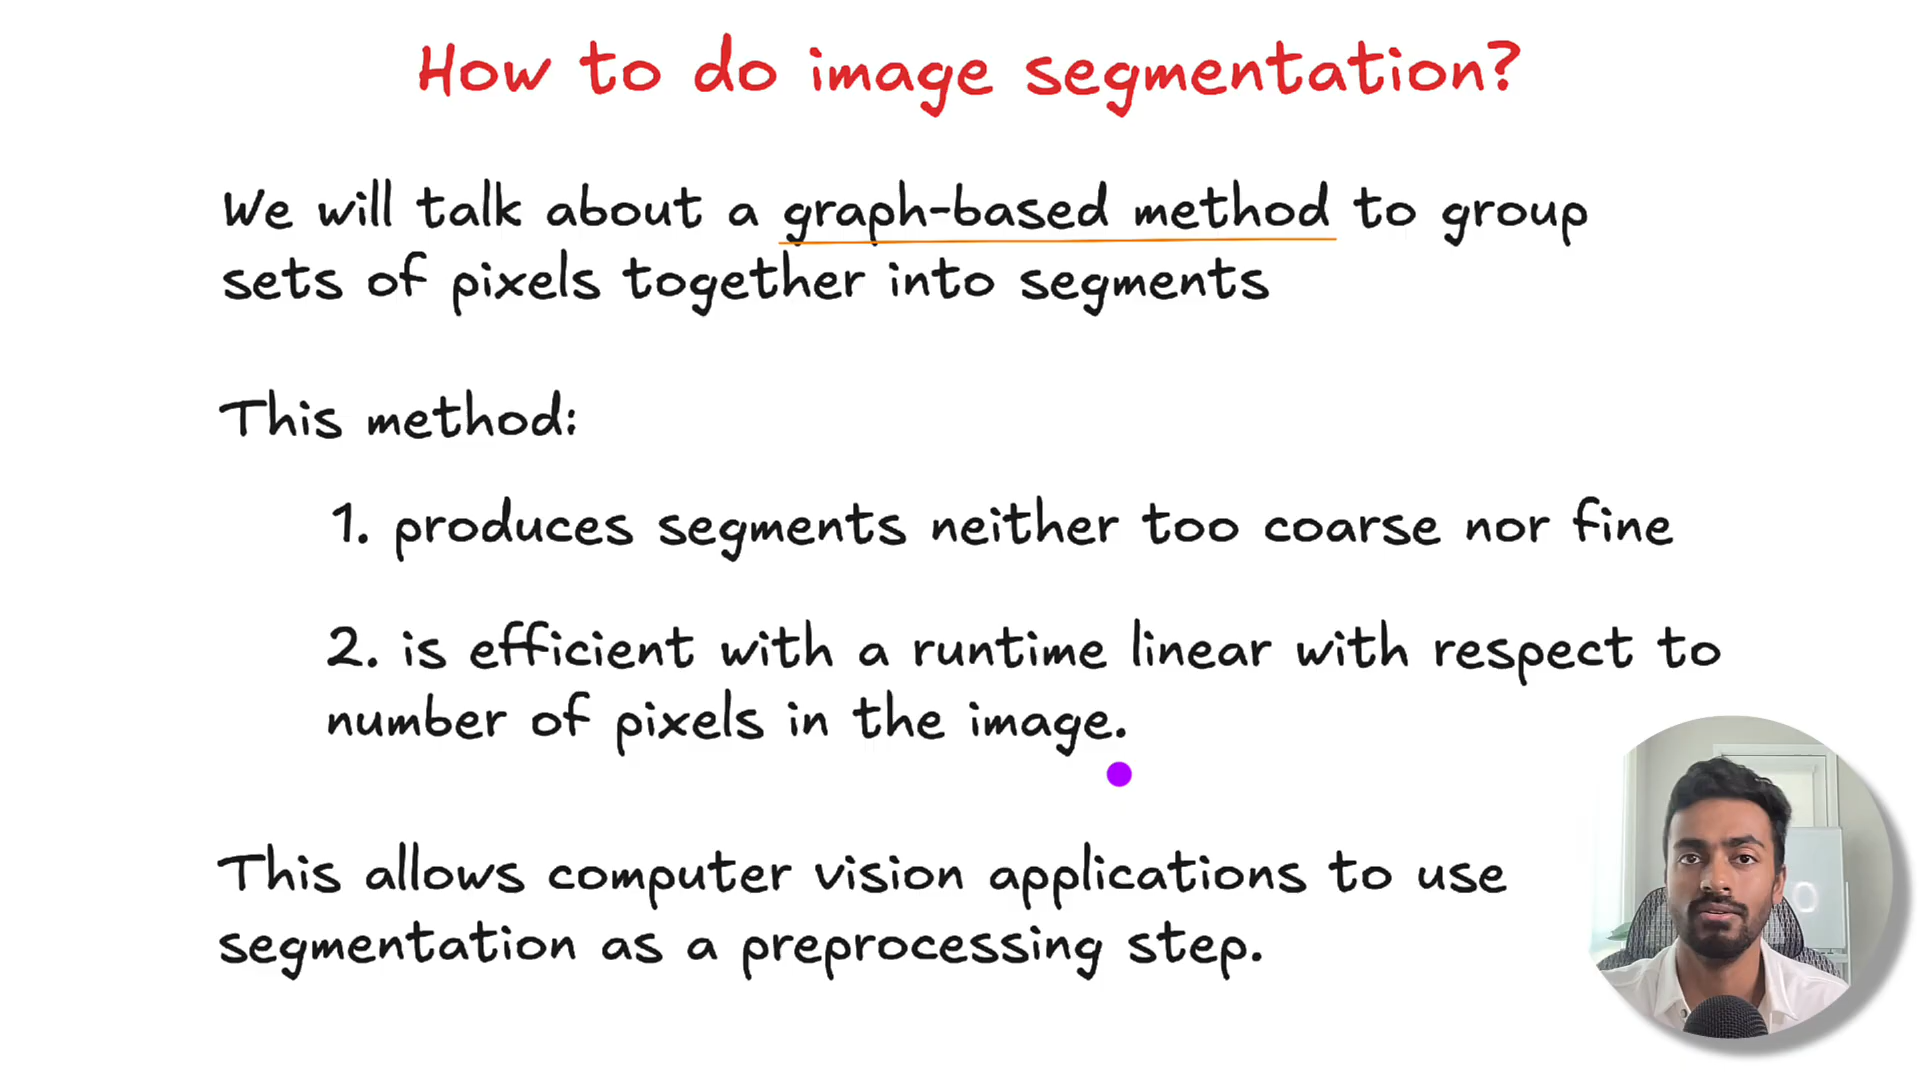 How to do image segmentation?
We will talk about a graph-based method to group
sets of pixels together into segments
This method:
1. produces segments neither too coarse nor fine
2. is efficient with a runtime linear with respect to
number of pixels in the image.
This allows computer vision applications to use
segmentation as a preprocessing step.